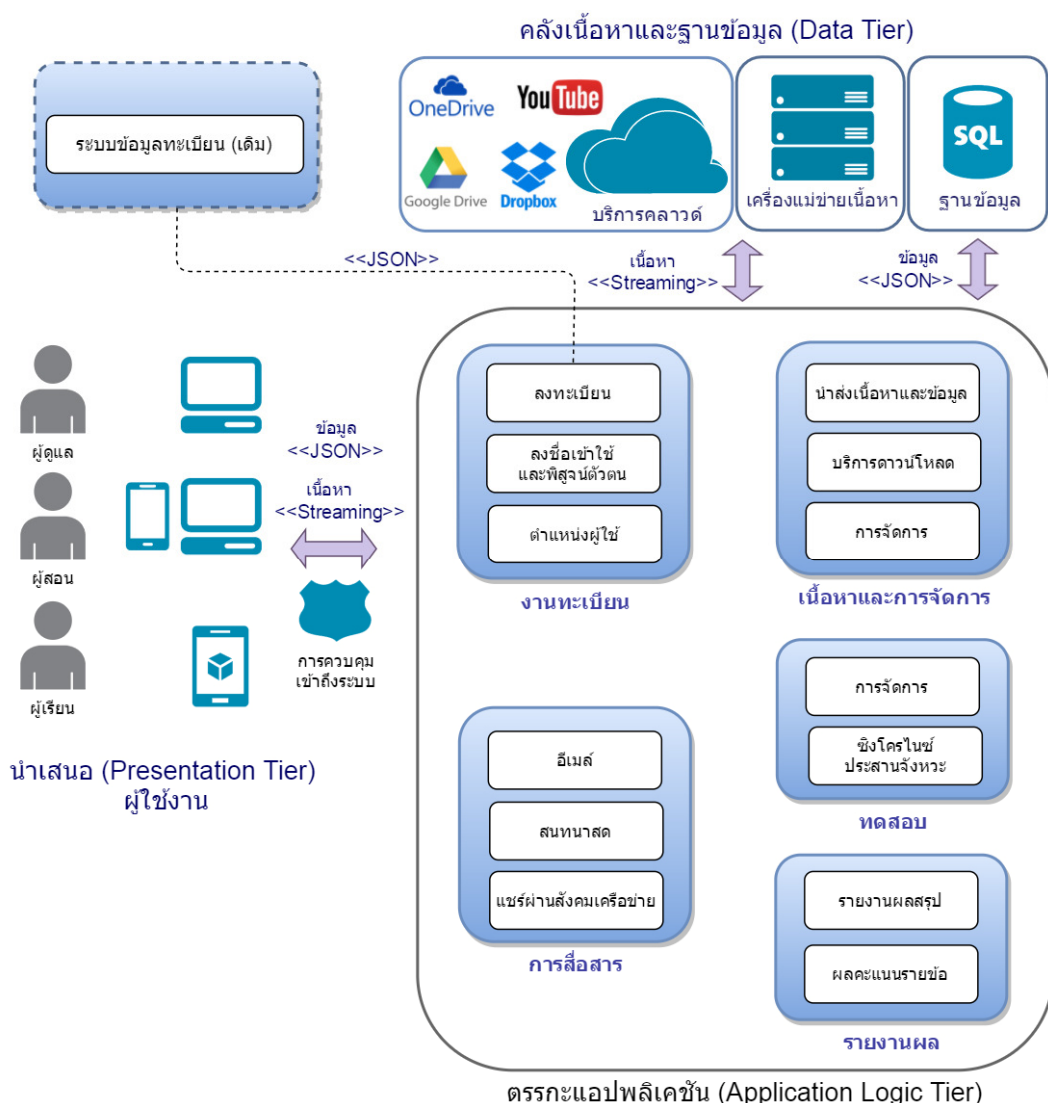 คลังเนื้อหาและฐานข้อมูล (Data Tier)
ระบบข้อมูลทะเบียน (เดิม)
OneDrive
YouTube
Google Drive
Dropbox
บริการคลาวด์
เครื่องแม่ข่ายเนื้อหา
SQL
ฐานข้อมูล
<<JSON>>
เนื้อหา
<<Streaming>>
ข้อมูล
<<JSON>>
ผู้ดูแล
ผู้สอน
ผู้เรียน
ข้อมูล
<<JSON>>
เนื้อหา
<<Streaming>>
การควบคุม
เข้าถึงระบบ
นำเสนอ (Presentation Tier)
ผู้ใช้งาน
ลงทะเบียน
ลงชื่อเข้าใช้
และพิสูจน์ตัวตน
ตำแหน่งผู้ใช้
งานทะเบียน
นำส่งเนื้อหาและข้อมูล
บริการดาวน์โหลด
การจัดการ
เนื้อหาและการจัดการ
อีเมล์
สนทนาสด
แชร์ผ่านสังคมเครือข่าย
การสื่อสาร
การจัดการ
ซิงโครไนซ์
ประสานจังหวะ
ทดสอบ
รายงานผลสรุป
ผลคะแนนรายข้อ
รายงานผล
ตรรกะแอปพลิเคชัน (Application Logic Tier)